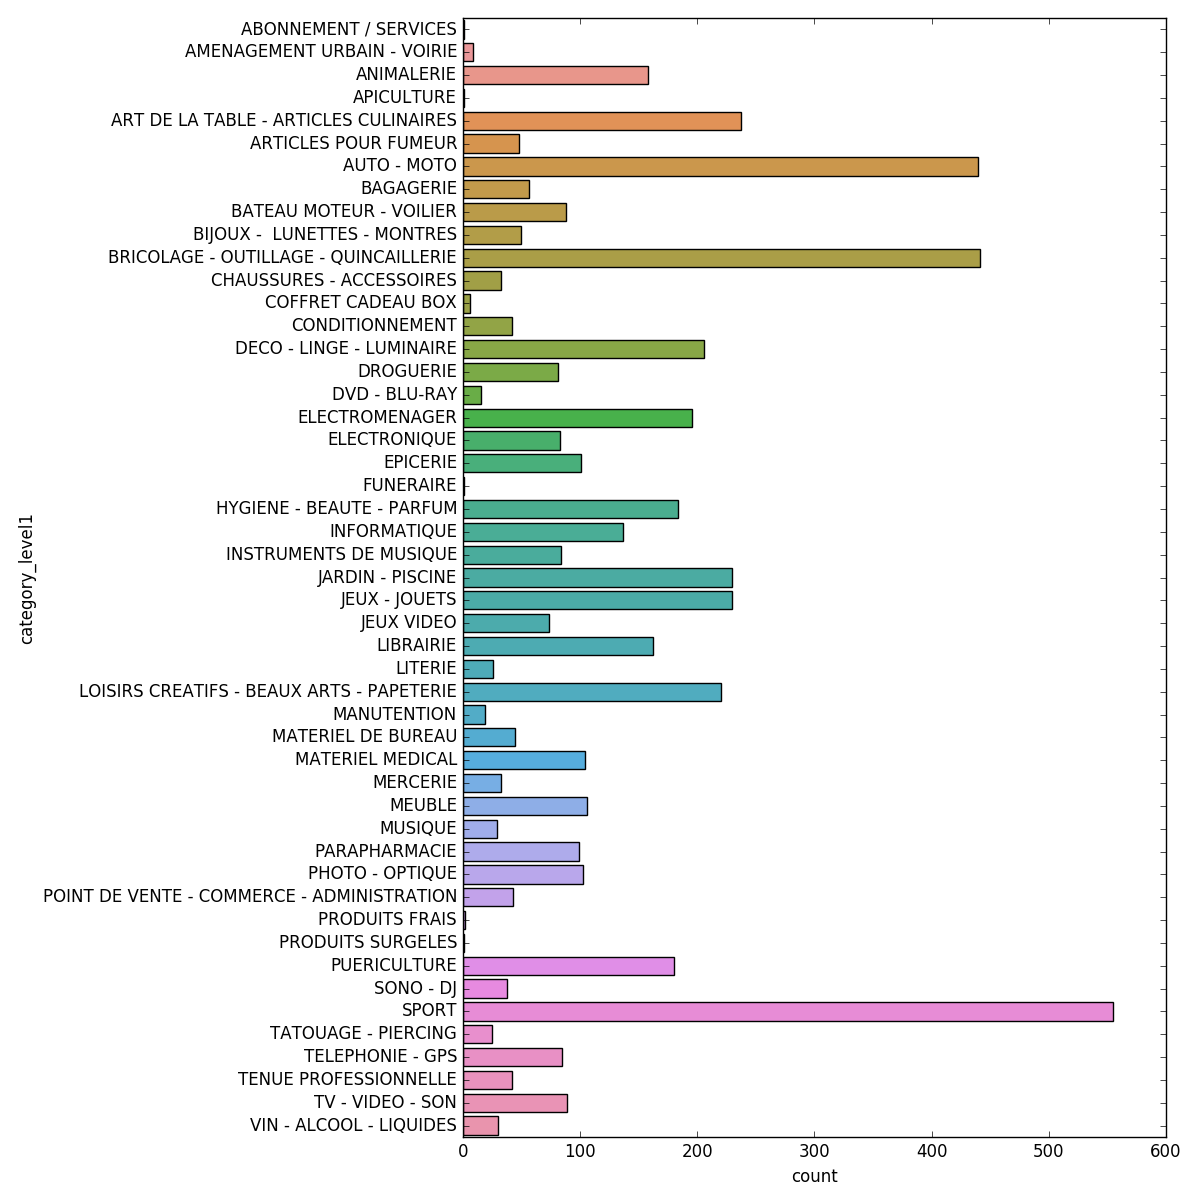 ABONNEMENT / SERVICES
AMENAGEMENT URBAIN - VOIRIE
ANIMALERIE
APICULTURE
ART DE LA TABLE - ARTICLES CULINAIRES
ARTICLES POUR FUMEUR
AUTO - MOTO
BAGAGERIE
BATEAU MOTEUR - VOILIER
BIJOUX -  LUNETTES - MONTRES
BRICOLAGE - OUTILLAGE - QUINCAILLERIE
CHAUSSURES - ACCESSOIRES
COFFRET CADEAU BOX
CONDITIONNEMENT
DECO - LINGE - LUMINAIRE
DROGUERIE
DVD - BLU-RAY
ELECTROMENAGER
ELECTRONIQUE
EPICERIE
FUNERAIRE
HYGIENE - BEAUTE - PARFUM
INFORMATIQUE
INSTRUMENTS DE MUSIQUE
JARDIN - PISCINE
JEUX - JOUETS
JEUX VIDEO
LIBRAIRIE
LITERIE
LOISIRS CREATIFS - BEAUX ARTS - PAPETERIE
MANUTENTION
MATERIEL DE BUREAU
MATERIEL MEDICAL
MERCERIE
MEUBLE
MUSIQUE
PARAPHARMACIE
PHOTO - OPTIQUE
POINT DE VENTE - COMMERCE - ADMINISTRATION
PRODUITS FRAIS
PRODUITS SURGELES
PUERICULTURE
SONO - DJ
SPORT
TATOUAGE - PIERCING
TELEPHONIE - GPS
TENUE PROFESSIONNELLE
TV - VIDEO - SON
VIN - ALCOOL - LIQUIDES
category_level1
0 100 200 300 400 500 600
count